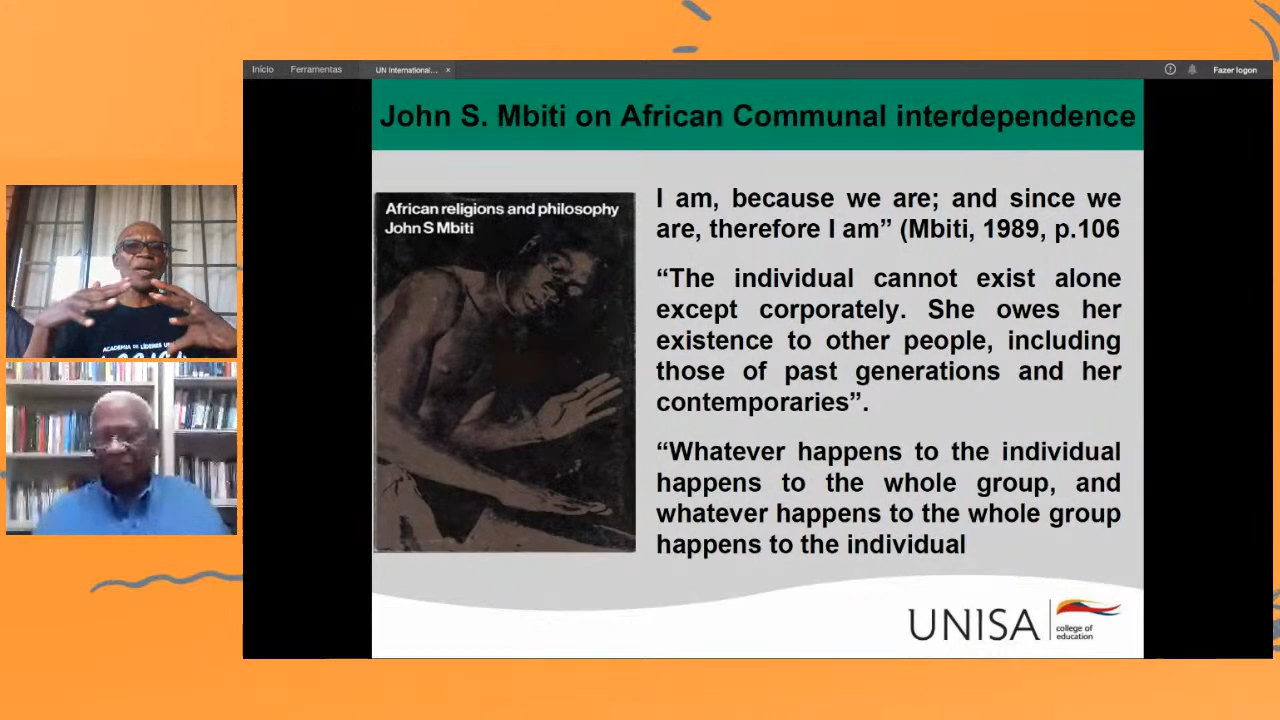 Início Ferramentas UN International... × Fazer logon
John S. Mbiti on African Communal interdependence
African religions and philosophy
John S Mbiti
I am, because we are; and since we
are, therefore I am” (Mbiti, 1989, p.106
“The individual cannot exist alone
except corporately. She owes her
existence to other people, including
those of past generations and her
contemporaries”.
“Whatever happens to the individual
happens to the whole group, and
whatever happens to the whole group
happens to the individual
UNISA
college of
education
ACADEMIA DE LÍDERES